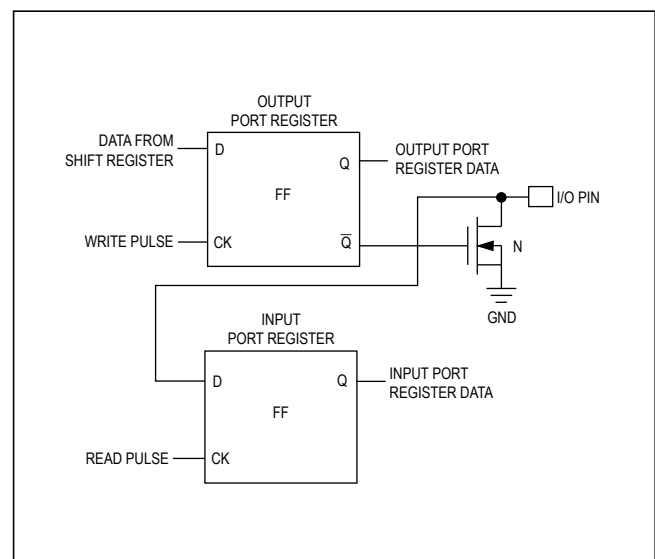 OUTPUT
PORT REGISTER
DATA FROM
SHIFT REGISTER
D
Q
OUTPUT PORT
REGISTER DATA
FF
I/O PIN
WRITE PULSE
CK
Q̅
N
GND
INPUT
PORT REGISTER
D
Q
INPUT PORT
REGISTER DATA
FF
READ PULSE
CK